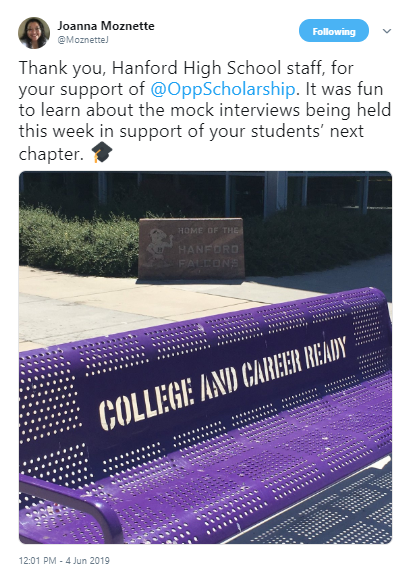 Joanna Moznette
@MoznetteJ
Following
Thank you, Hanford High School staff, for
your support of @OppScholarship. It was fun
to learn about the mock interviews being held
this week in support of your students’ next
chapter.
HOME OF THE
HANFORD
FALCONS
COLLEGE AND CAREER READY
12:01 PM - 4 Jun 2019